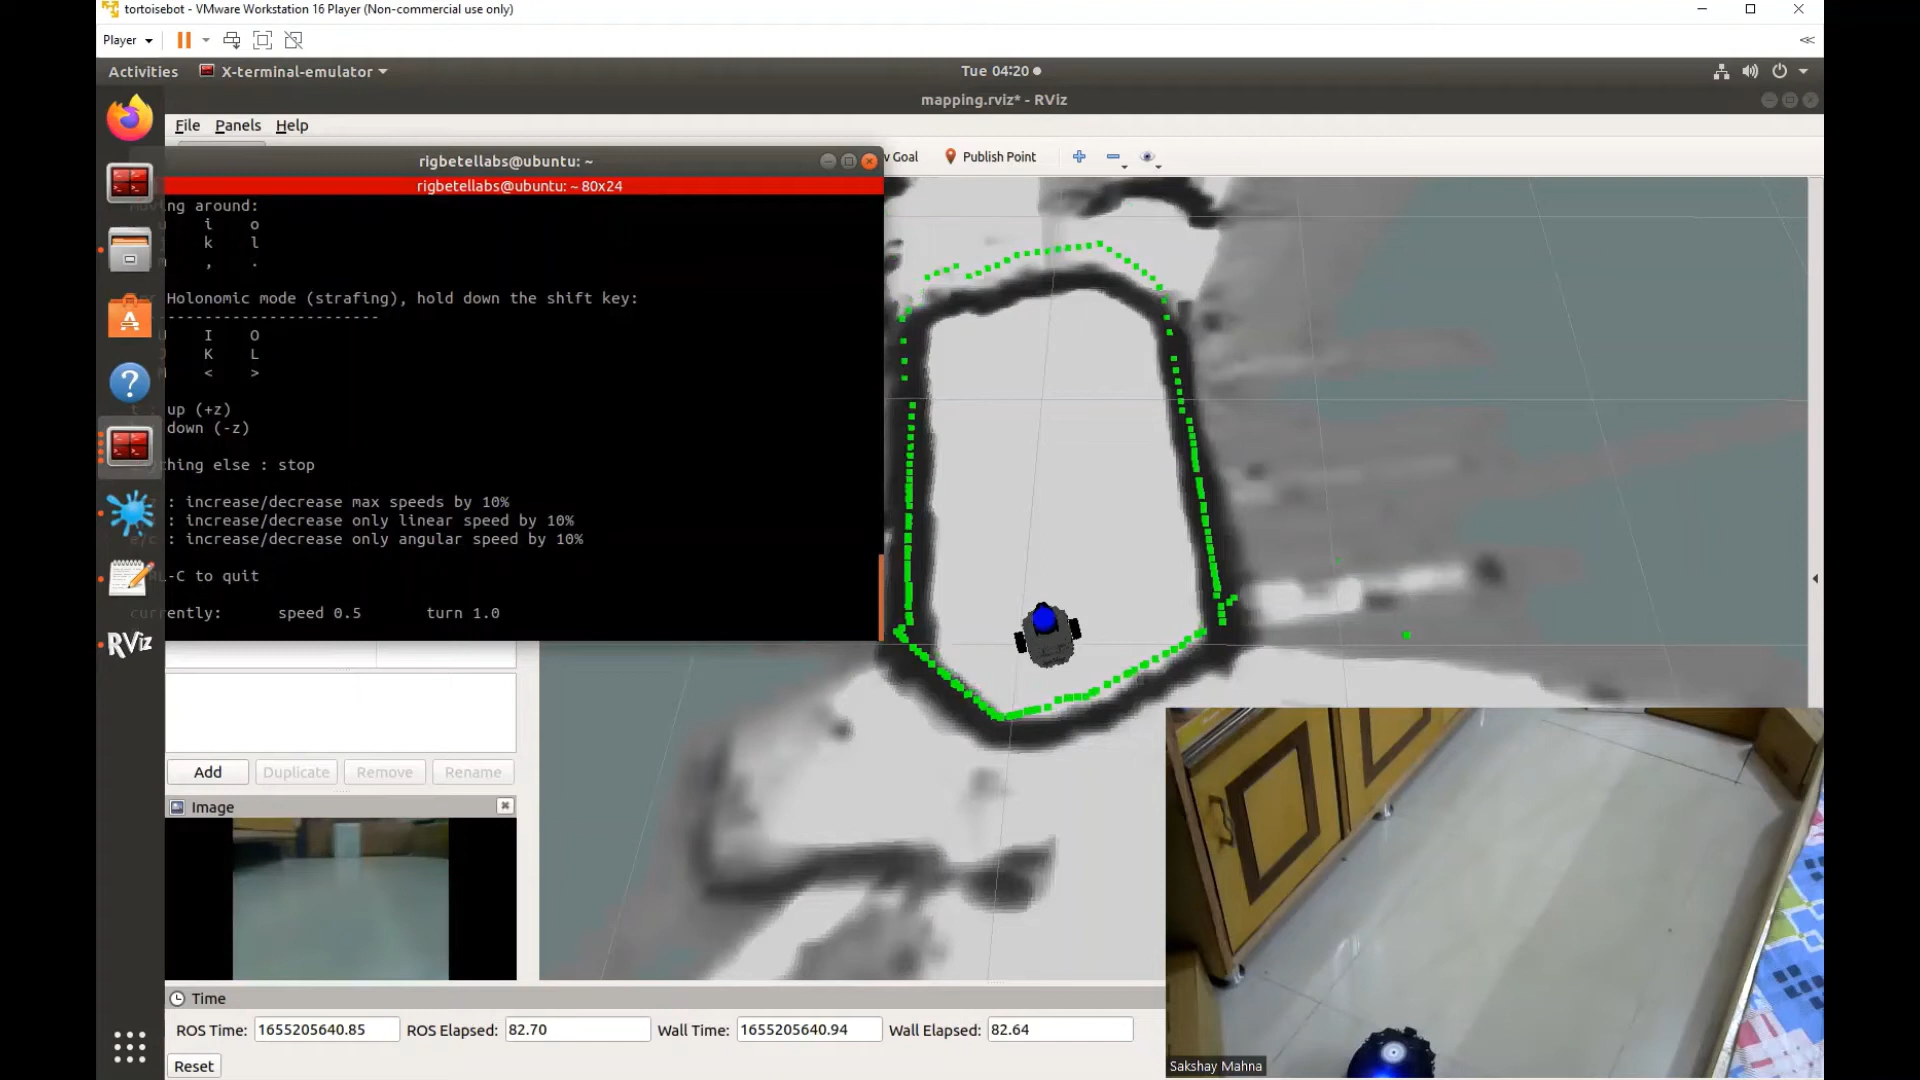 tortoisebot - VMware Workstation 16 Player (Non-commercial use only)
Player
Activities
X-terminal-emulator
Tue 04:20
mapping.rviz* - RViz
File Panels Help
Goal
Publish Point
rigbetellabs@ubuntu: ~
rigbetellabs@ubuntu: ~ 80x24
ng around:
i o
k l
, .
Holonomic mode (strafing), hold down the shift key:
---------------------------
I O
K L
< >
t : up (+z)
down (-z)
thing else : stop
: increase/decrease max speeds by 10%
: increase/decrease only linear speed by 10%
e/c : increase/decrease only angular speed by 10%
L-C to quit
currently: speed 0.5 turn 1.0
RViz
Add Duplicate Remove Rename
Image
Time
ROS Time: 1655205640.85 ROS Elapsed: 82.70 Wall Time: 1655205640.94 Wall Elapsed: 82.64
Reset
Sakshay Mahna